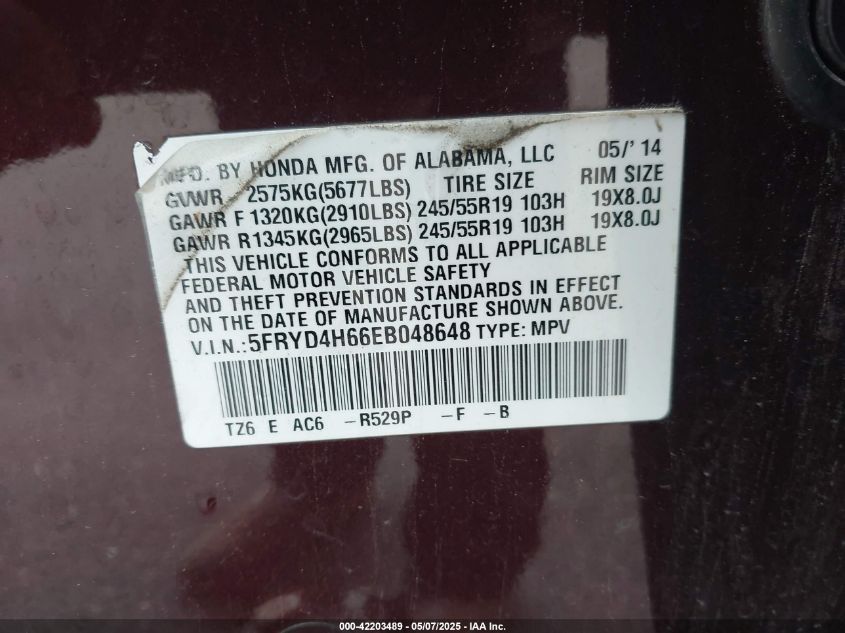 MFD. BY HONDA MFG. OF ALABAMA, LLC 05/'14
GVWR 2575KG(5677LBS) TIRE SIZE RIM SIZE
GAWR F 1320KG(2910LBS) 245/55R19 103H 19X8.0J
GAWR R1345KG(2965LBS) 245/55R19 103H 19X8.0J
THIS VEHICLE CONFORMS TO ALL APPLICABLE
FEDERAL MOTOR VEHICLE SAFETY
AND THEFT PREVENTION STANDARDS IN EFFECT
ON THE DATE OF MANUFACTURE SHOWN ABOVE.
V.I.N.:5FRYD4H66EB048648 TYPE: MPV
TZ6 E AC6 -R529P -F -B
000-42203489 - 05/07/2025 - IAA Inc.